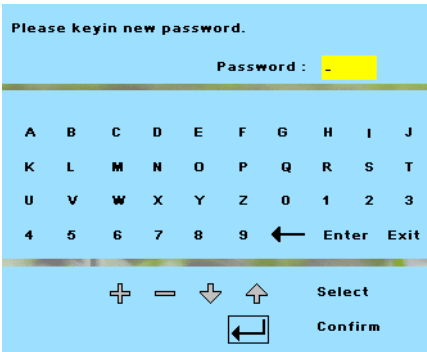 Please keyin new password.
Password : -
A B C D E F G H I J
K L M N O P Q R S T
U V W X Y Z 0 1 2 3
4 5 6 7 8 9 ← Enter Exit
Select
Confirm